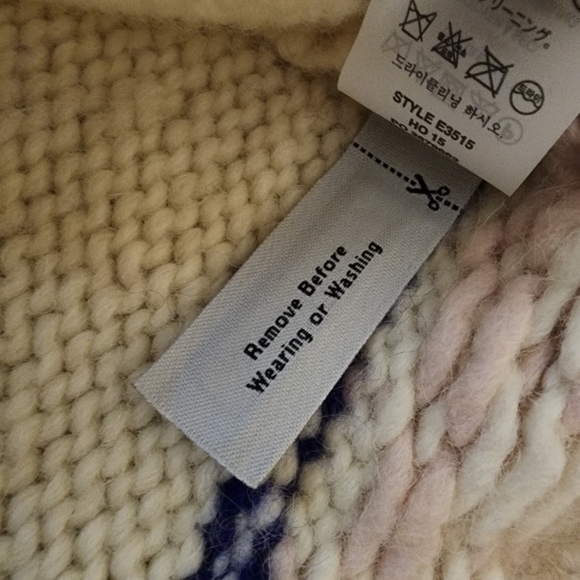 クリーニング。
드라이클리닝 하시오.
STYLE E3515
HO 15
Remove Before
Wearing or Washing